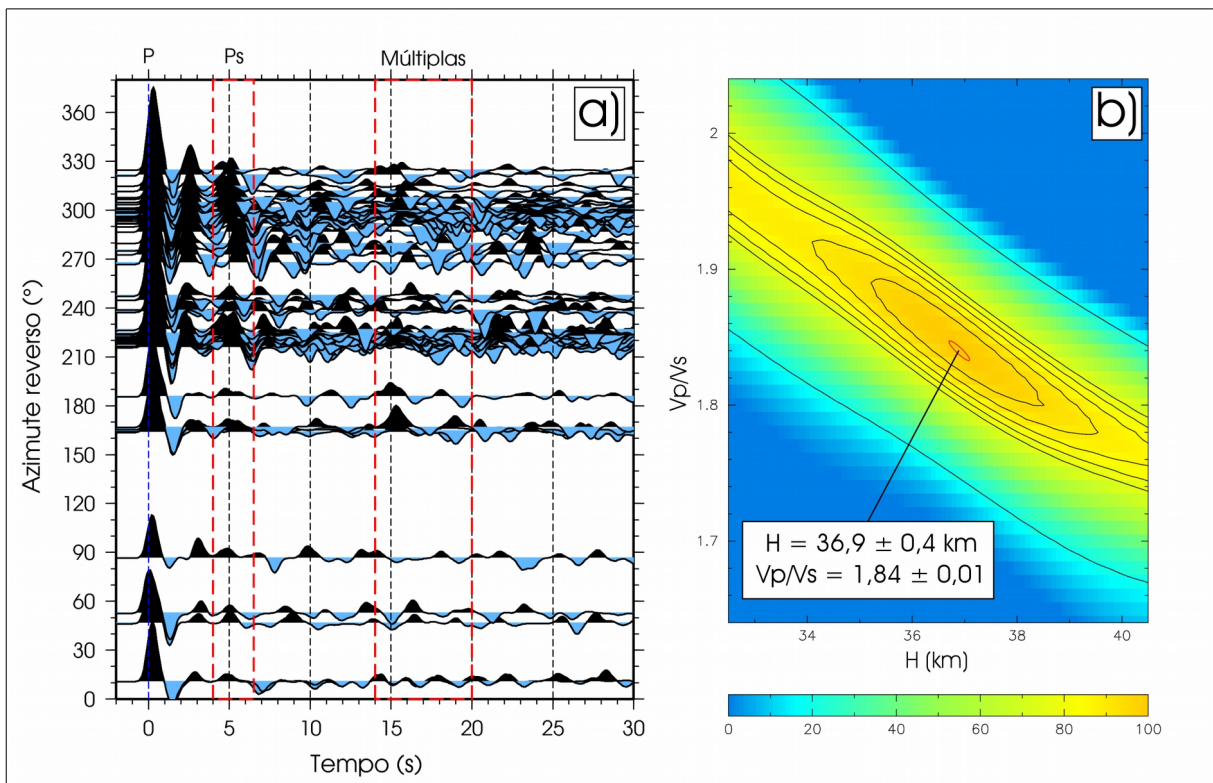 P Ps Múltiplas
a)
360
330
300
270
240
210
180
150
120
90
60
30
0
Azimute reverso (°)
0 5 10 15 20 25 30
Tempo (s)
b)
2
1.9
1.8
1.7
Vp/Vs
H = 36,9 ± 0,4 km
Vp/Vs = 1,84 ± 0,01
34 36 38 40
H (km)
0 20 40 60 80 100